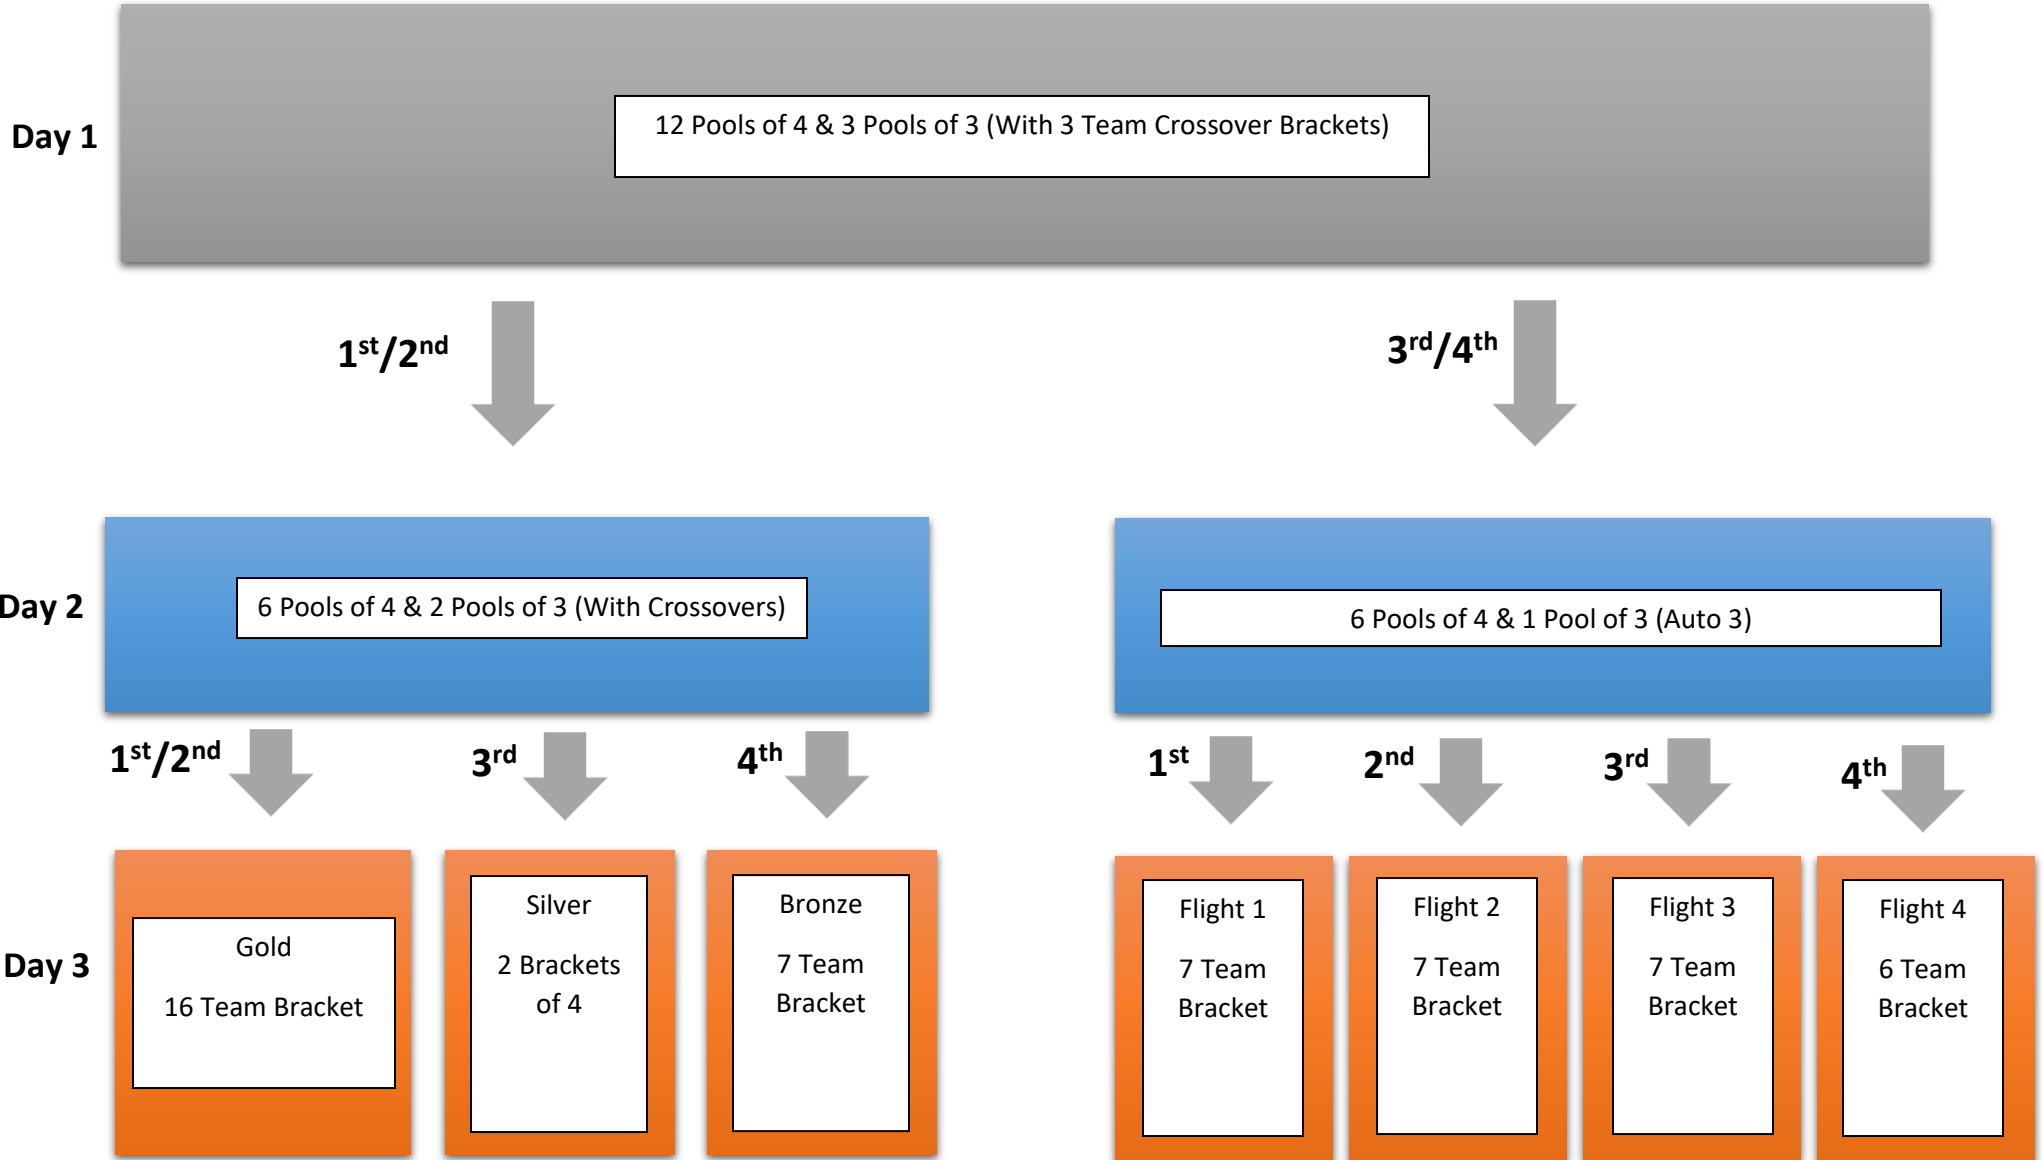 Day 1
12 Pools of 4 & 3 Pools of 3 (With 3 Team Crossover Brackets)
1st/2nd
3rd/4th
Day 2
6 Pools of 4 & 2 Pools of 3 (With Crossovers)
6 Pools of 4 & 1 Pool of 3 (Auto 3)
1st/2nd
3rd
4th
1st
2nd
3rd
4th
Day 3
Gold
16 Team Bracket
Silver
2 Brackets
of 4
Bronze
7 Team
Bracket
Flight 1
7 Team
Bracket
Flight 2
7 Team
Bracket
Flight 3
7 Team
Bracket
Flight 4
6 Team
Bracket